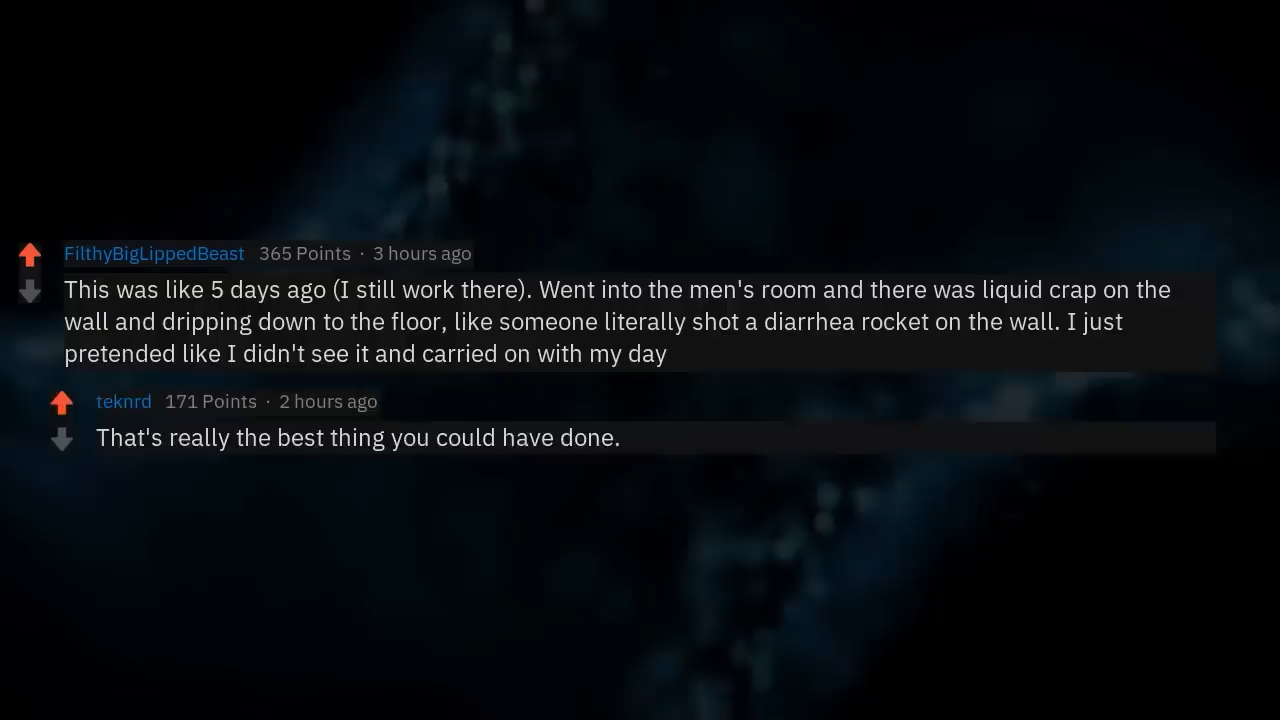 FilthyBigLippedBeast 365 Points · 3 hours ago
This was like 5 days ago (I still work there). Went into the men's room and there was liquid crap on the
wall and dripping down to the floor, like someone literally shot a diarrhea rocket on the wall. I just
pretended like I didn't see it and carried on with my day
teknrd 171 Points · 2 hours ago
That's really the best thing you could have done.